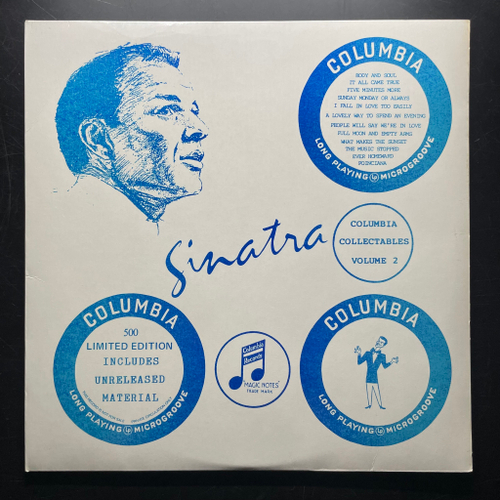 COLUMBIA
BODY AND SOUL
IT ALL CAME TRUE
FIVE MINUTES MORE
SUNDAY MONDAY OR ALWAYS
I FALL IN LOVE TOO EASILY
A LOVELY WAY TO SPEND AN EVENING
PEOPLE WILL SAY WE'RE IN LOVE
FULL MOON AND EMPTY ARMS
WHAT MAKES THE SUNSET
THE MUSIC STOPPED
EVER HOMEWARD
POINCIANA
LONG PLAYING LP MICROGROOVE
Sinatra
COLUMBIA
COLLECTABLES
VOLUME 2
COLUMBIA
500
LIMITED EDITION
INCLUDES
UNRELEASED
MATERIAL
LONG PLAYING LP MICROGROOVE
Columbia
Records
MAGIC NOTES
TRADE MARK
COLUMBIA
LONG PLAYING LP MICROGROOVE